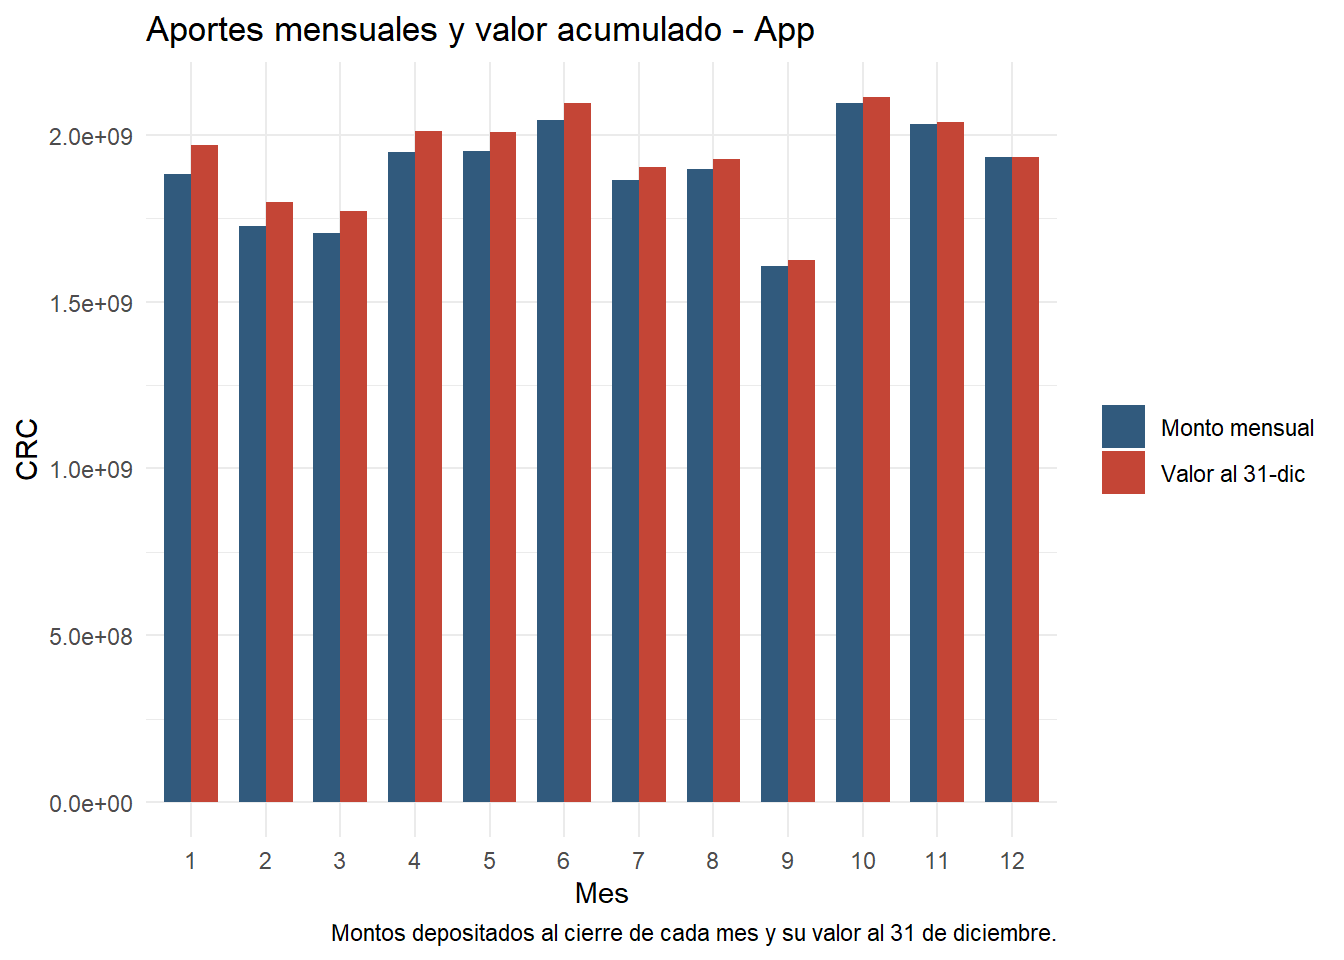 Aportes mensuales y valor acumulado - App
2.0e+09
1.5e+09
1.0e+09
5.0e+08
0.0e+00
CRC
1 2 3 4 5 6 7 8 9 10 11 12
Mes
Monto mensual
Valor al 31-dic
Montos depositados al cierre de cada mes y su valor al 31 de diciembre.